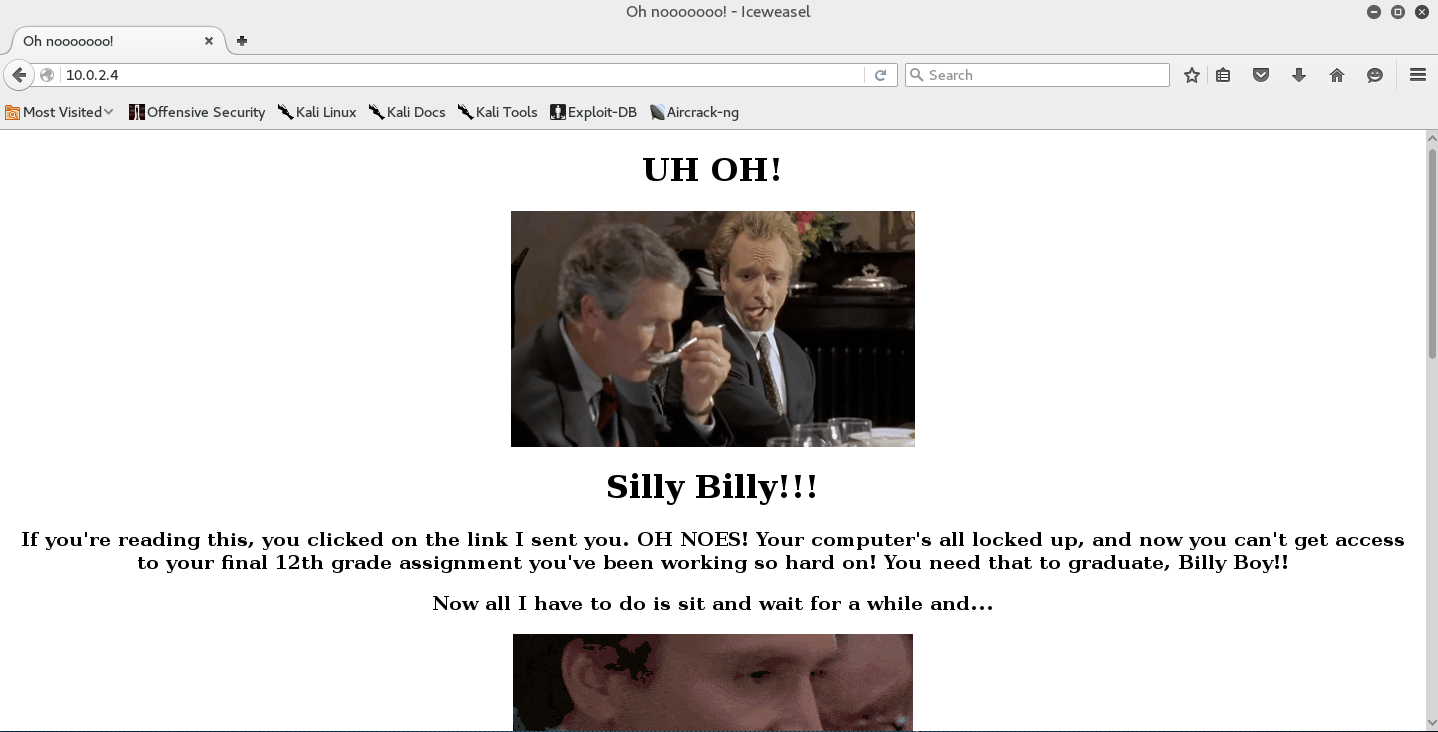 Oh nooooooo! - Iceweasel
Oh nooooooo!
10.0.2.4
Search
Most Visited
Offensive Security
Kali Linux
Kali Docs
Kali Tools
Exploit-DB
Aircrack-ng
UH OH!
Silly Billy!!!
If you're reading this, you clicked on the link I sent you. OH NOES! Your computer's all locked up, and now you can't get access
to your final 12th grade assignment you've been working so hard on! You need that to graduate, Billy Boy!!
Now all I have to do is sit and wait for a while and...